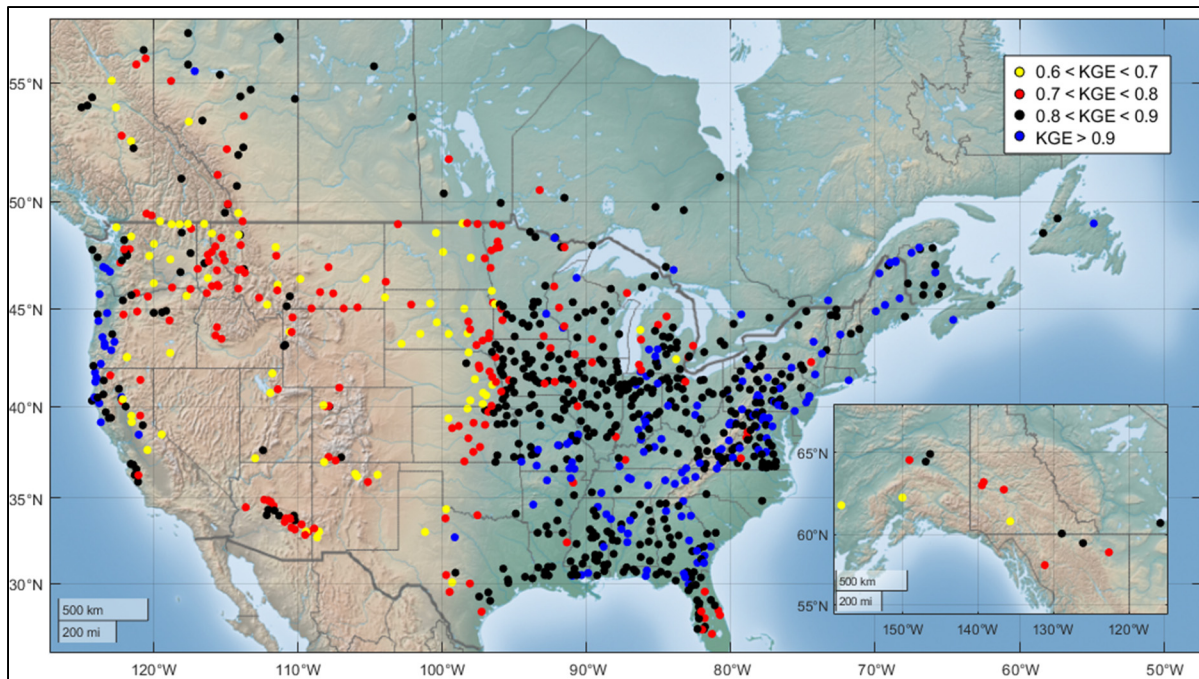 0.6 < KGE < 0.7
0.7 < KGE < 0.8
0.8 < KGE < 0.9
KGE > 0.9
55°N
50°N
45°N
40°N
35°N
30°N
500 km
200 mi
120°W
110°W
100°W
90°W
80°W
70°W
60°W
50°W
65°N
60°N
55°N
500 km
200 mi
150°W
140°W
130°W
120°W